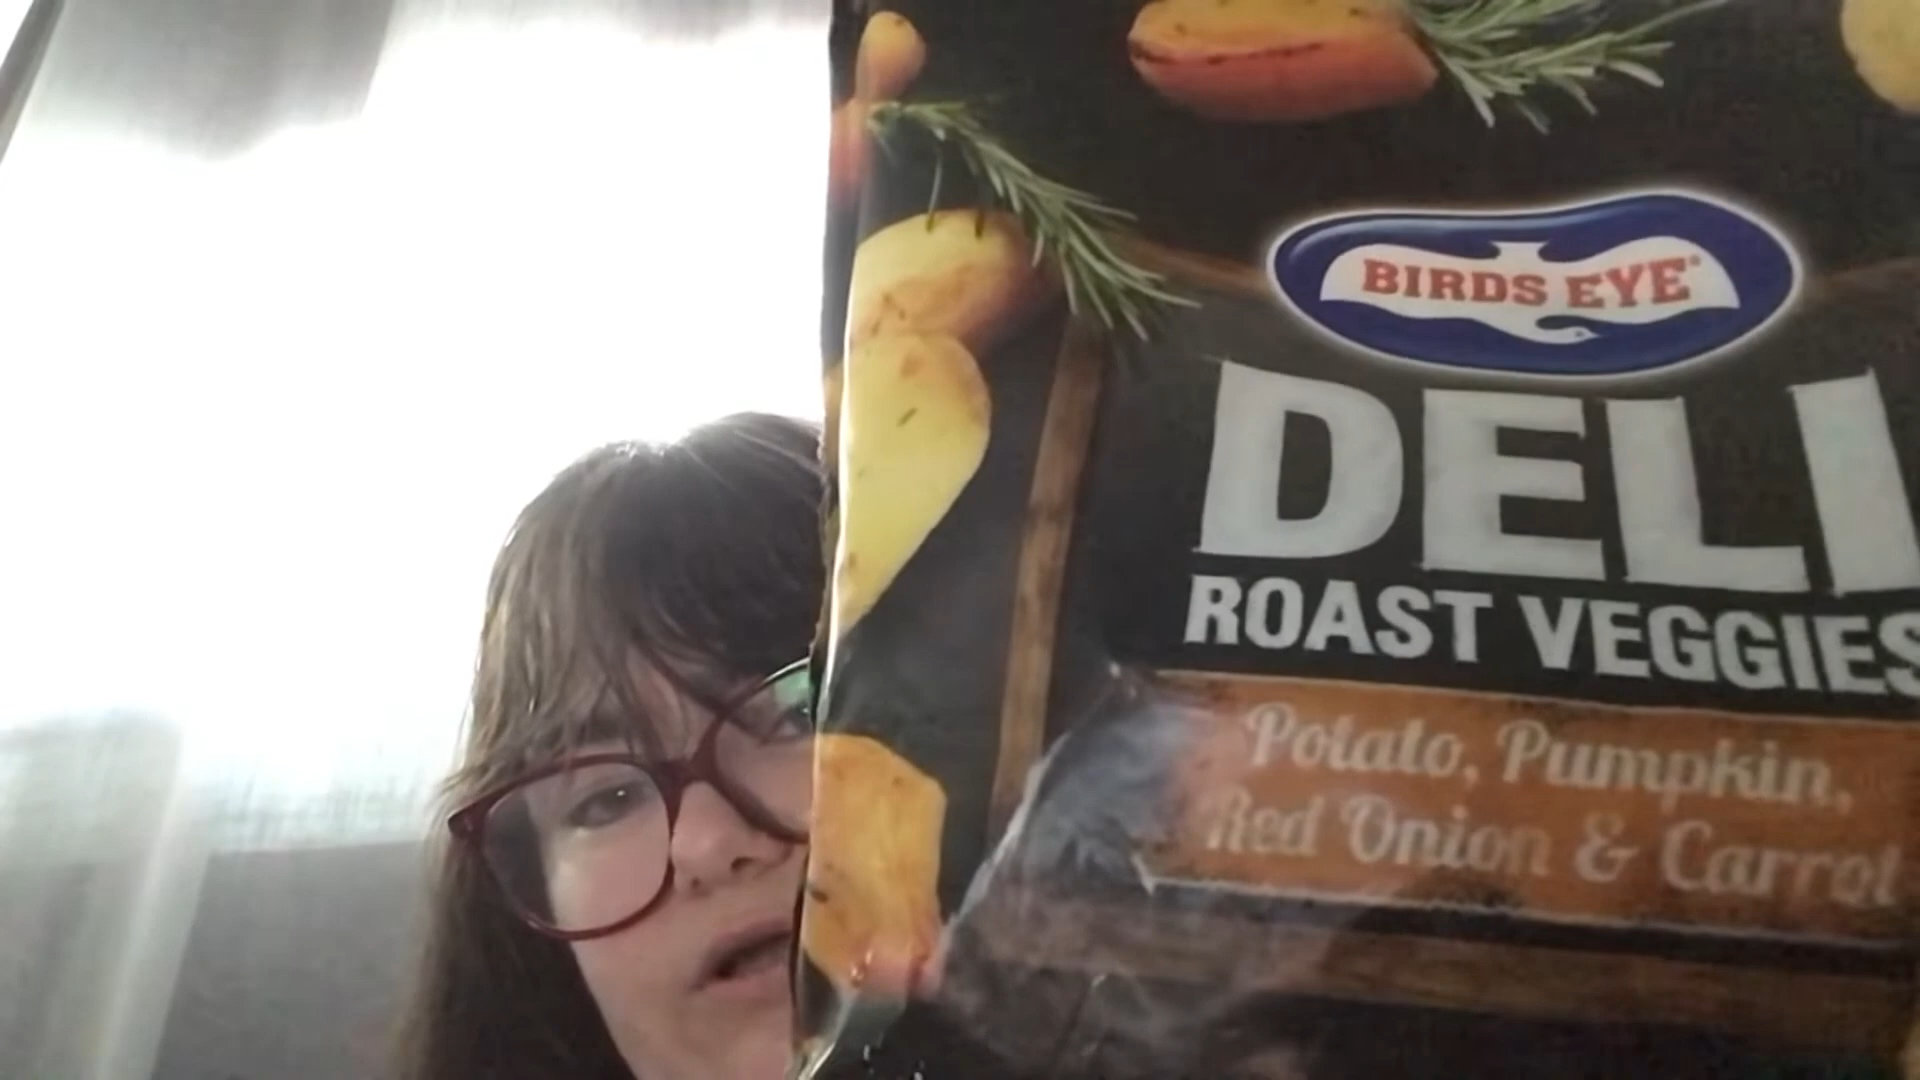 BIRDS EYE®
DELI
ROAST VEGGIES
Potato, Pumpkin,
Red Onion & Carrot